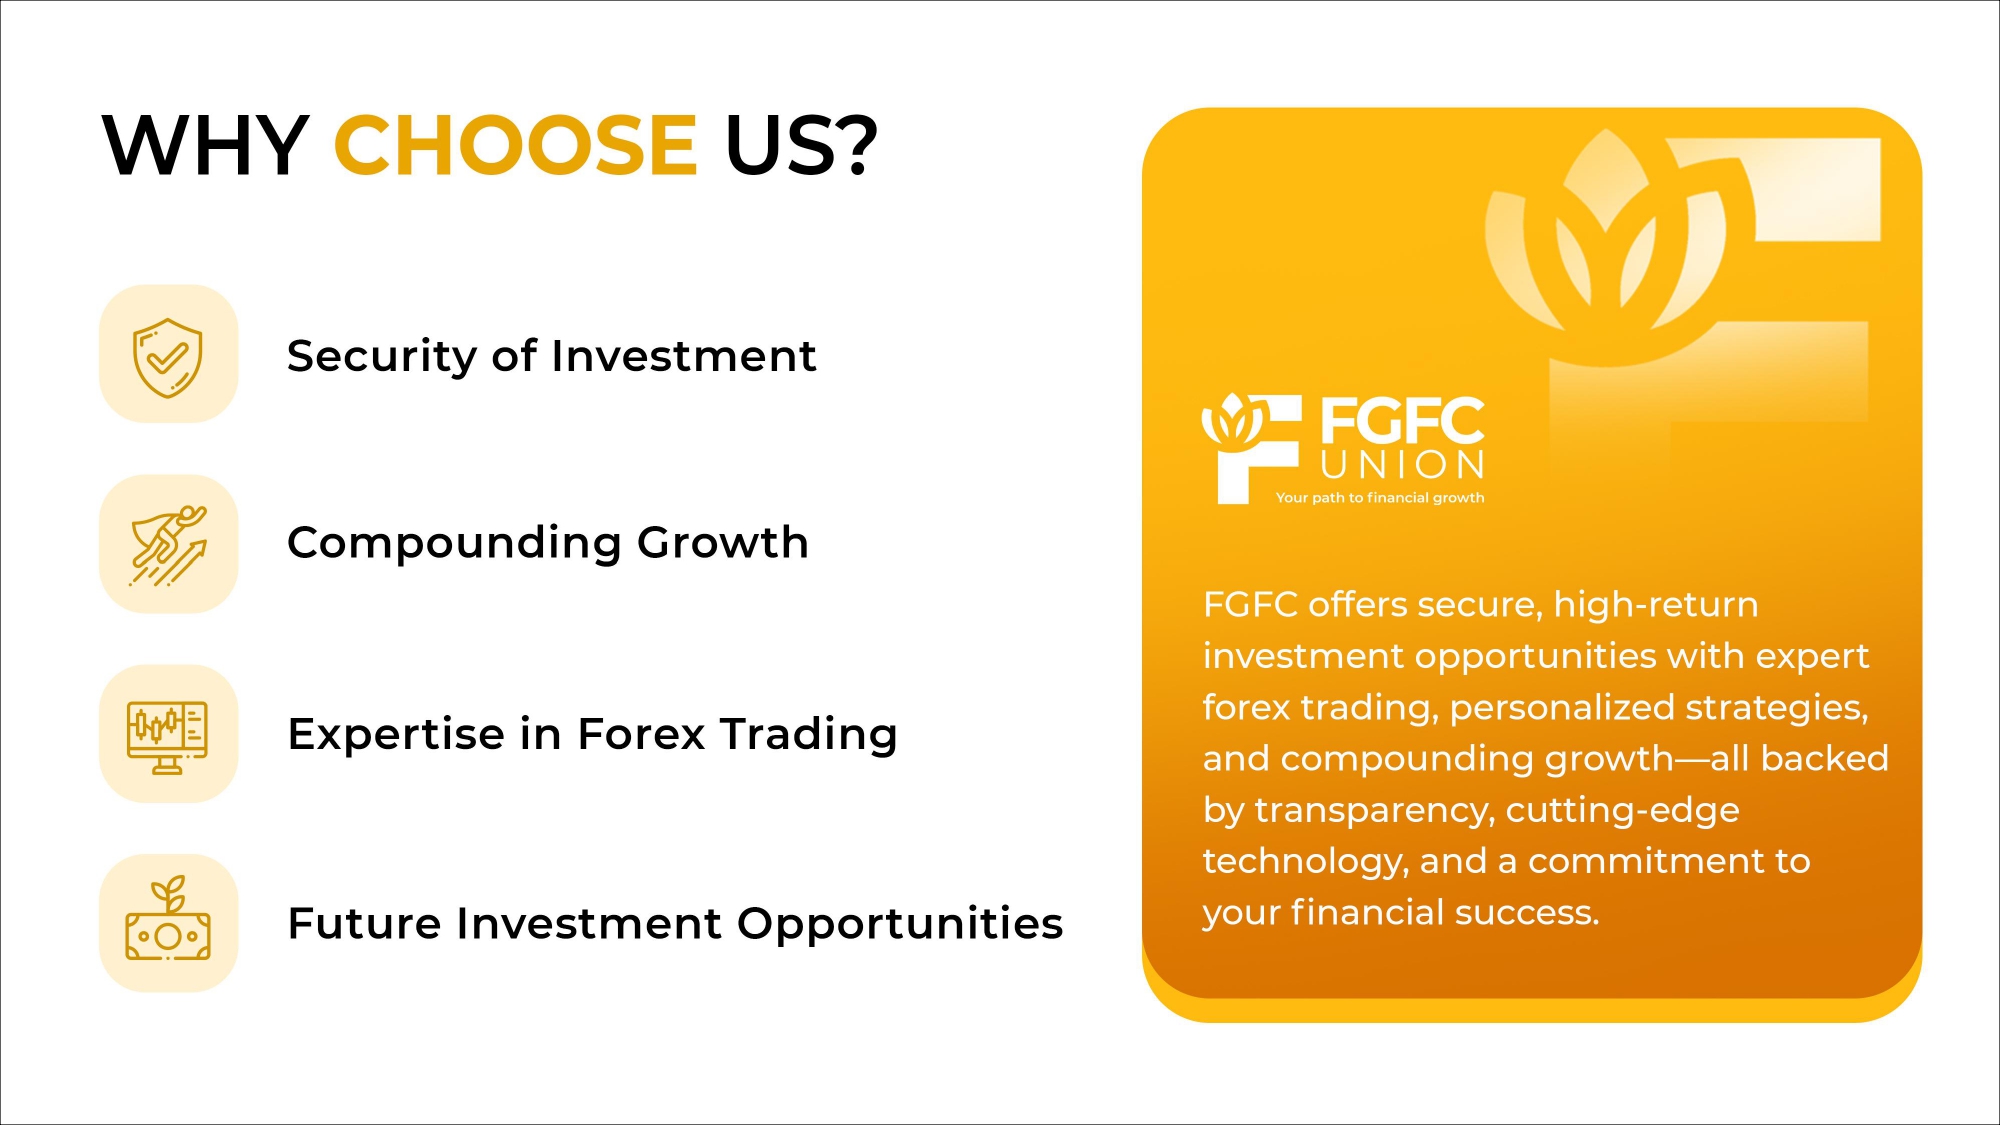 WHY CHOOSE US?
Security of Investment
Compounding Growth
Expertise in Forex Trading
Future Investment Opportunities
FGFC
UNION
Your path to financial growth
FGFC offers secure, high-return
investment opportunities with expert
forex trading, personalized strategies,
and compounding growth—all backed
by transparency, cutting-edge
technology, and a commitment to
your financial success.